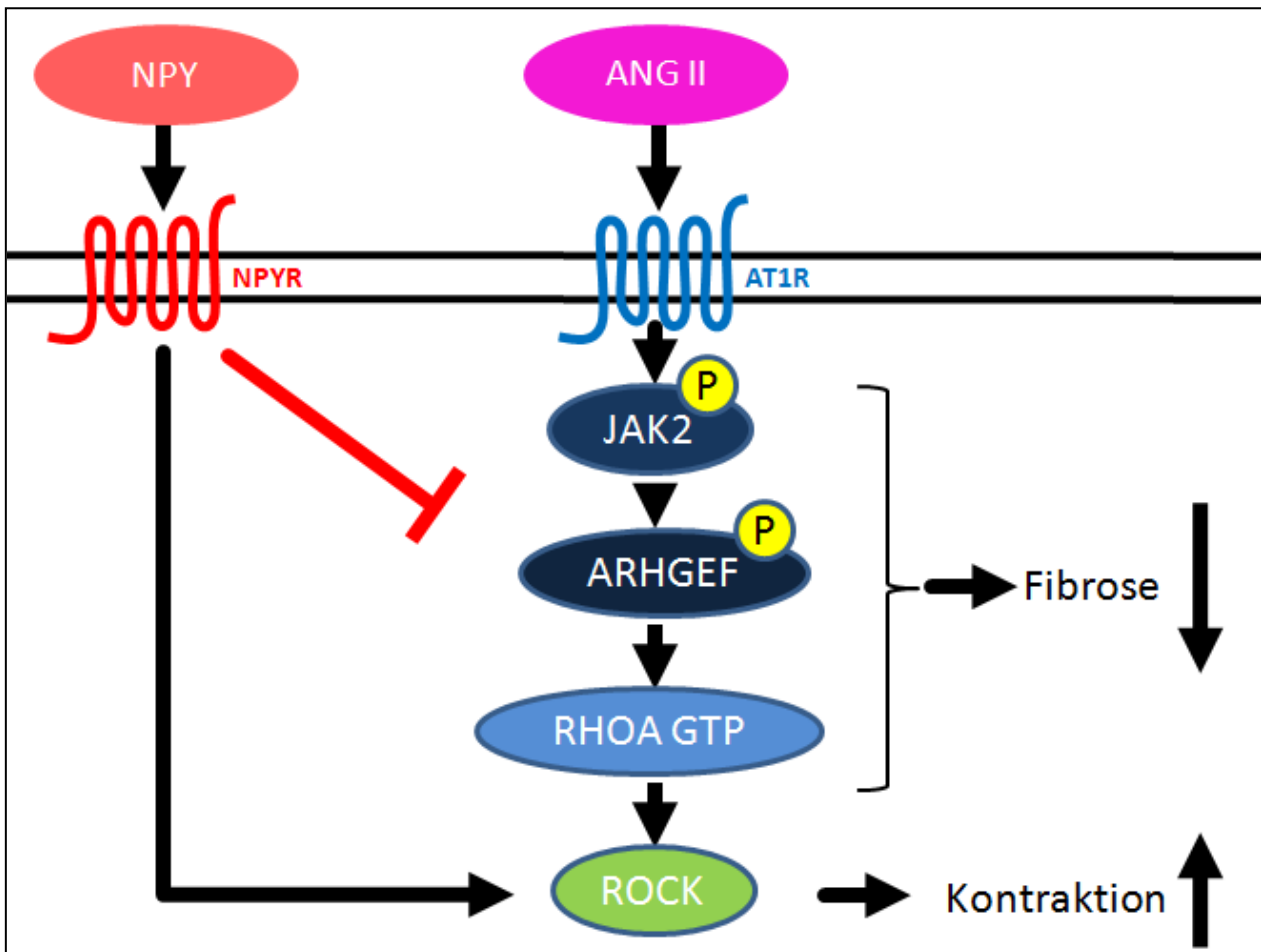 NPY
ANG II
NPYR
AT1R
P
JAK2
P
ARHGEF
Fibrose
RHOA GTP
ROCK
Kontraktion